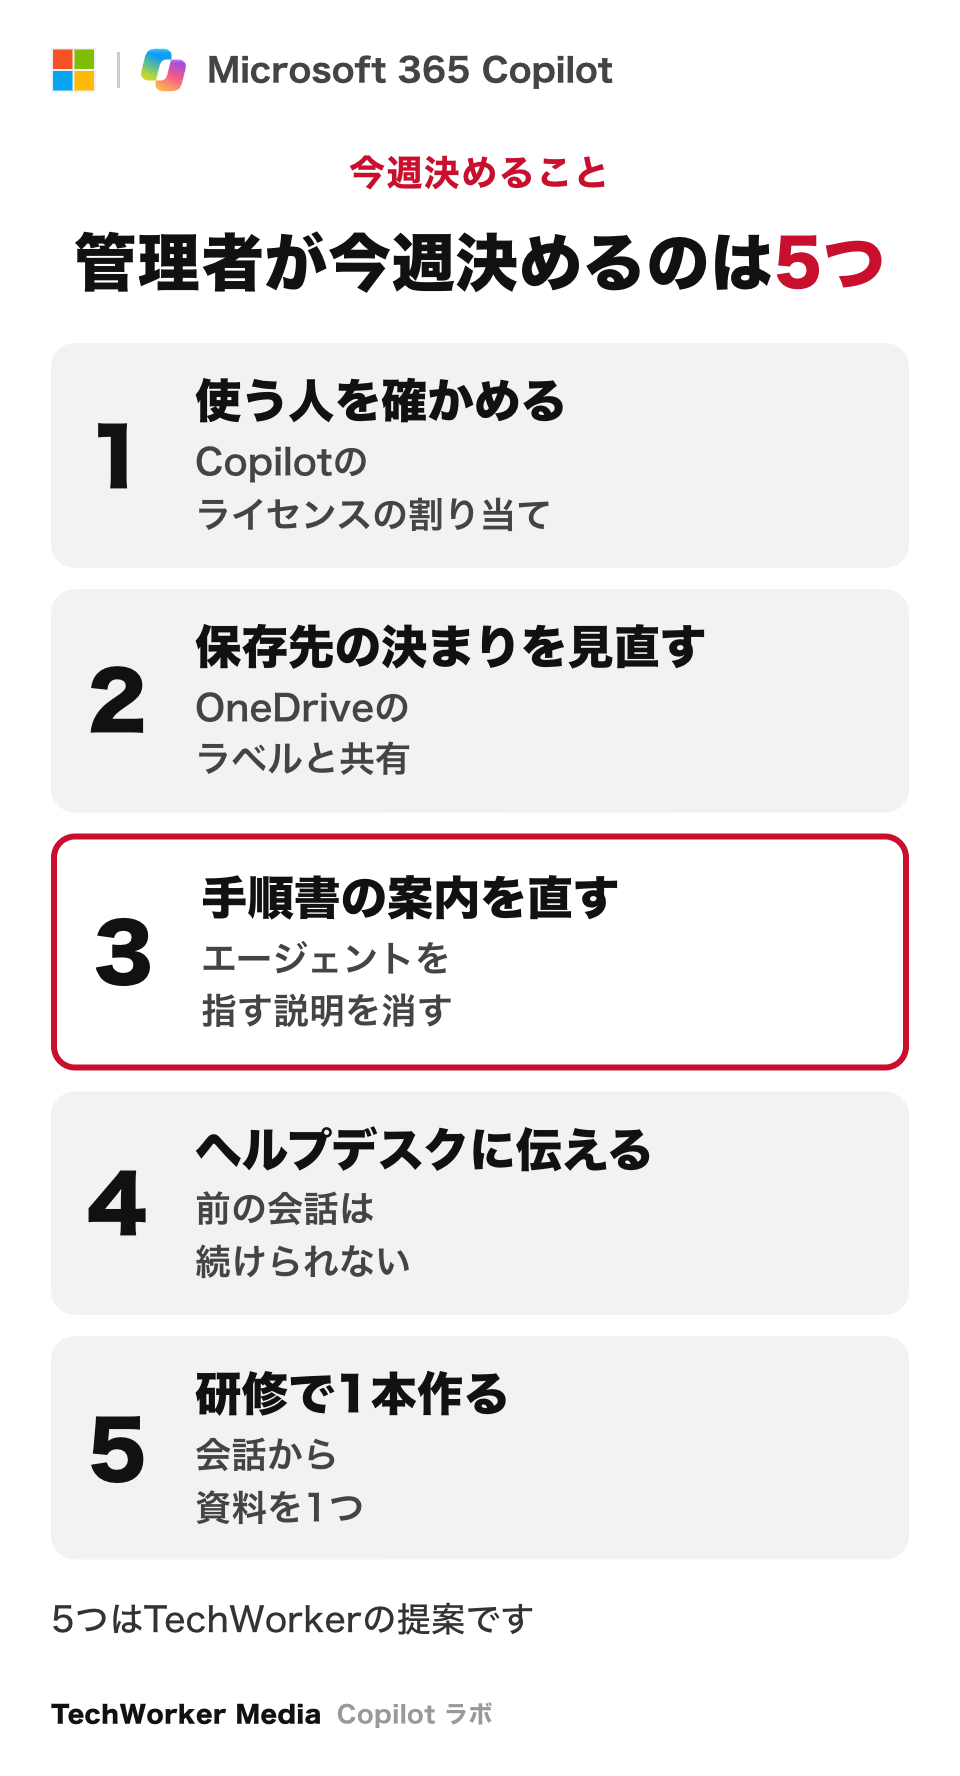 Microsoft 365 Copilot
今週決めること
管理者が今週決めるのは5つ
1
使う人を確かめる
Copilotの
ライセンスの割り当て
2
保存先の決まりを見直す
OneDriveの
ラベルと共有
3
手順書の案内を直す
エージェントを
指す説明を消す
4
ヘルプデスクに伝える
前の会話は
続けられない
5
研修で1本作る
会話から
資料を1つ
5つはTechWorkerの提案です
TechWorker Media Copilot ラボ